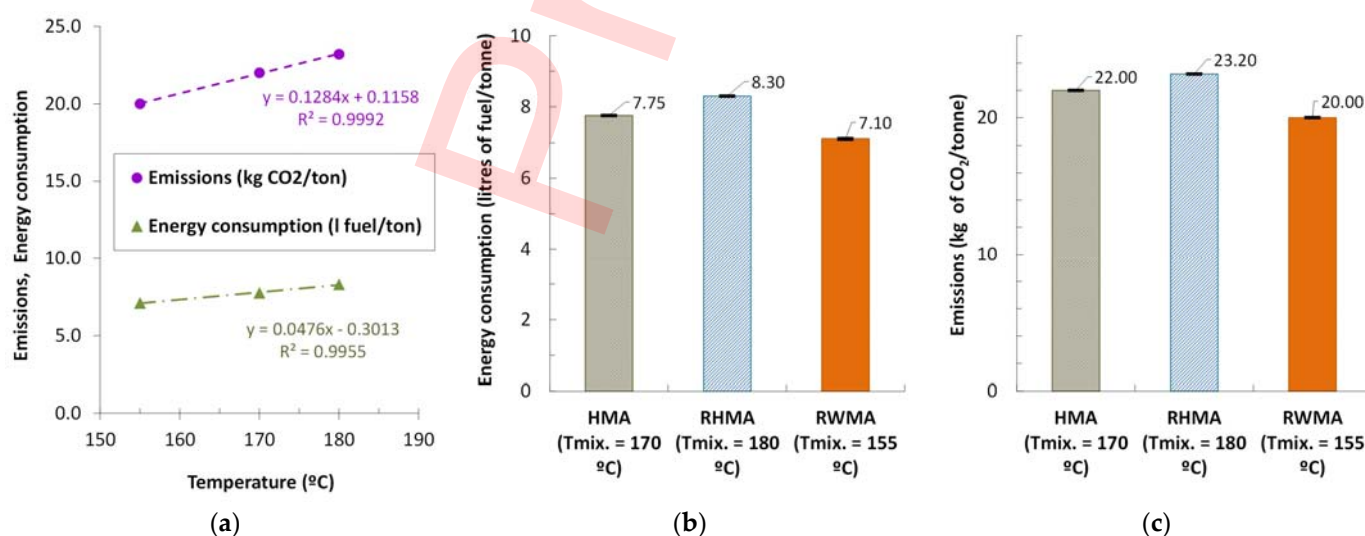 25.0
20.0
15.0
10.0
5.0
0.0
150
160
170
180
190
Emissions, Energy consumption
Temperature (ºC)
y = 0.1284x + 0.1158
R² = 0.9992
Emissions (kg CO2/ton)
Energy consumption (l fuel/ton)
y = 0.0476x - 0.3013
R² = 0.9955
(a)
Energy consumption (litres of fuel/tonne)
10
8
6
4
2
0
7.75
8.30
7.10
HMA
(Tmix. = 170
ºC)
RHMA
(Tmix. = 180
ºC)
RWMA
(Tmix. = 155
ºC)
(b)
Emissions (kg of CO₂/tonne)
20
10
0
22.00
23.20
20.00
HMA
(Tmix. = 170
ºC)
RHMA
(Tmix. = 180
ºC)
RWMA
(Tmix. = 155
ºC)
(c)